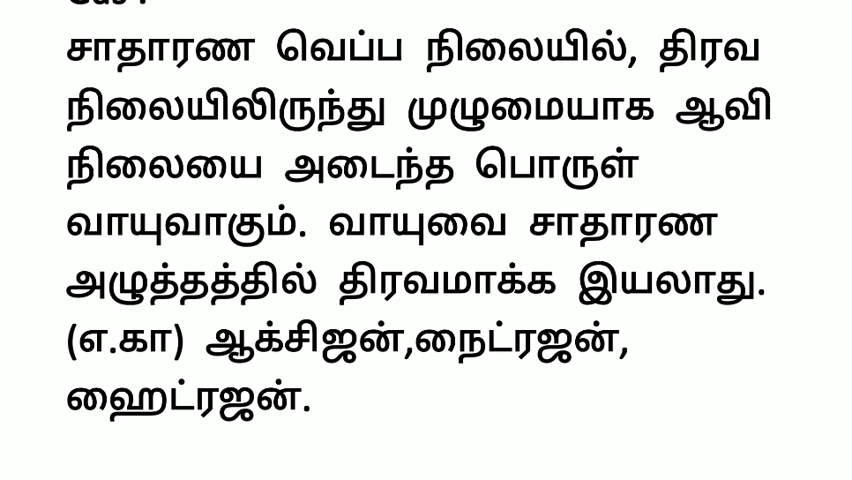 சாதாரண வெப்ப நிலையில், திரவ
நிலையிலிருந்து முழுமையாக ஆவி
நிலையை அடைந்த பொருள்
வாயுவாகும். வாயுவை சாதாரண
அழுத்தத்தில் திரவமாக்க இயலாது.
(எ.கா) ஆக்சிஜன்,நைட்ரஜன்,
ஹைட்ரஜன்.